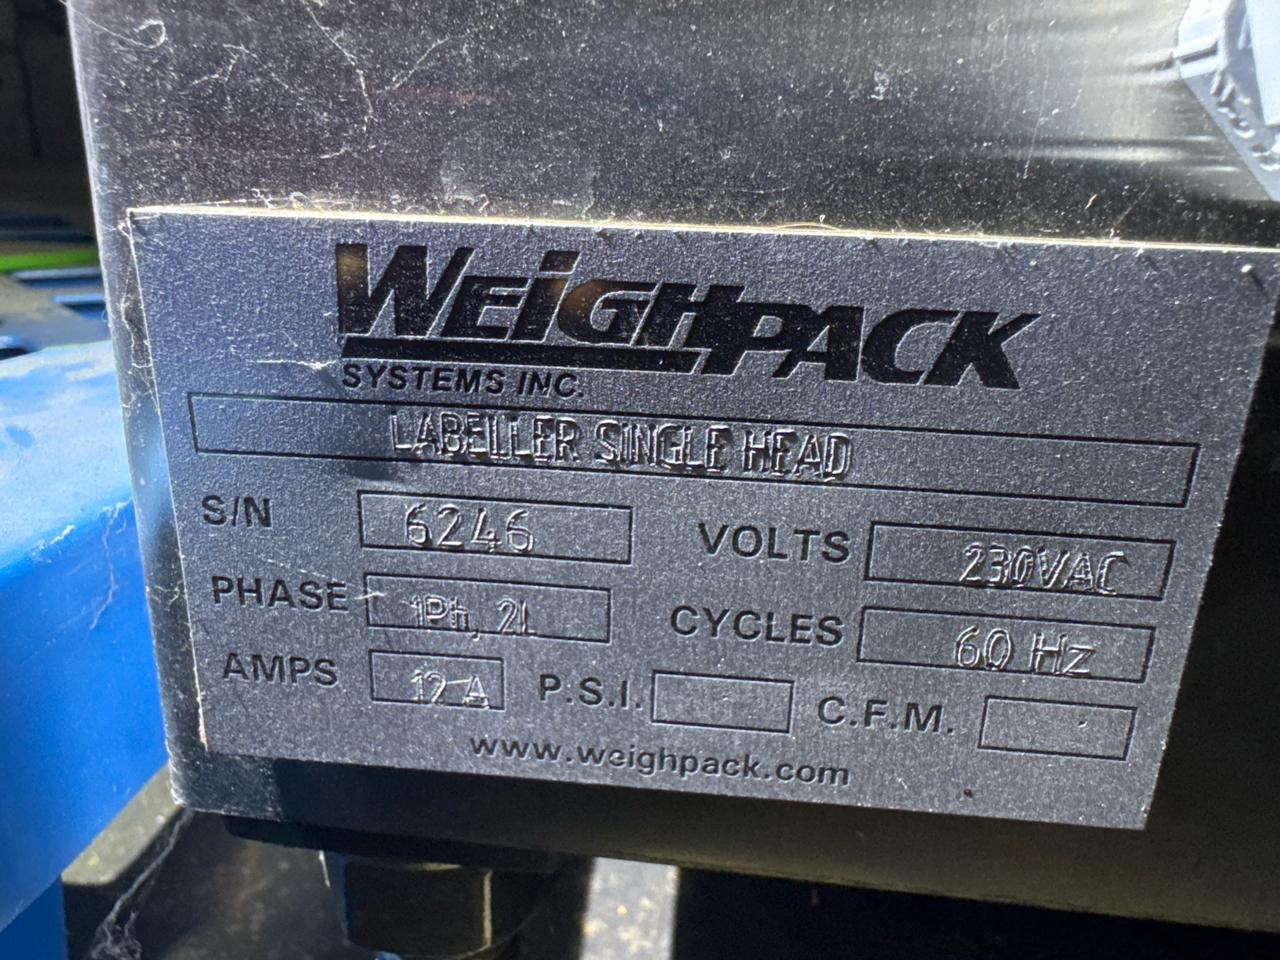 WEIGHPACK
SYSTEMS INC.
LABELLER SINGLE HEAD
S/N 6246 VOLTS 230VAC
PHASE 1Ph, 2L CYCLES 60 Hz
AMPS 12 A P.S.I. C.F.M.
www.weighpack.com